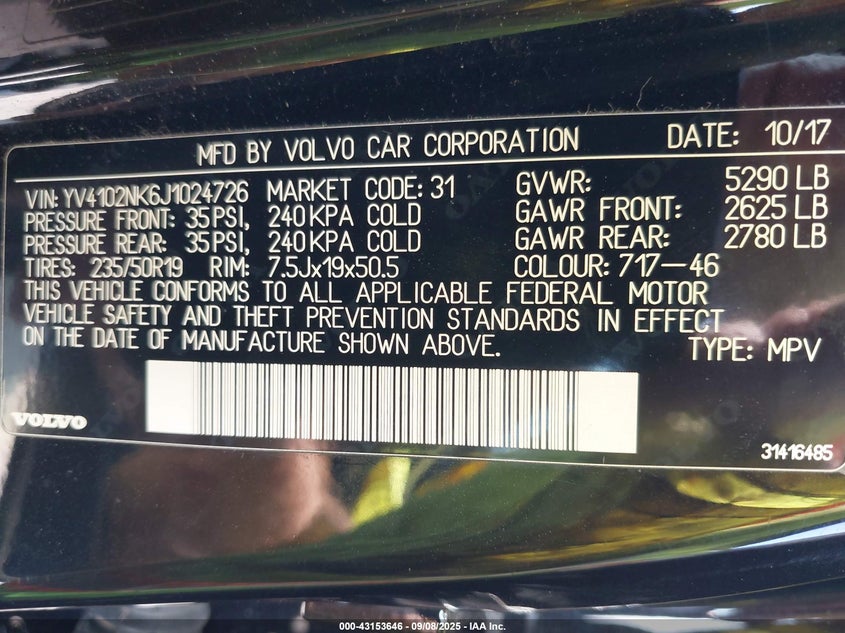 MFD BY VOLVO CAR CORPORATION DATE: 10/17
VIN: YV4102NK6J1024726 MARKET CODE: 31 GVWR: 5290 LB
PRESSURE FRONT: 35 PSI, 240 KPA COLD GAWR FRONT: 2625 LB
PRESSURE REAR: 35 PSI, 240 KPA COLD GAWR REAR: 2780 LB
TIRES: 235/50R19 RIM: 7.5Jx19x50.5 COLOUR: 717-46
THIS VEHICLE CONFORMS TO ALL APPLICABLE FEDERAL MOTOR
VEHICLE SAFETY AND THEFT PREVENTION STANDARDS IN EFFECT
ON THE DATE OF MANUFACTURE SHOWN ABOVE. TYPE: MPV
VOLVO
31416485
000-43153646 - 09/08/2025 - IAA Inc.